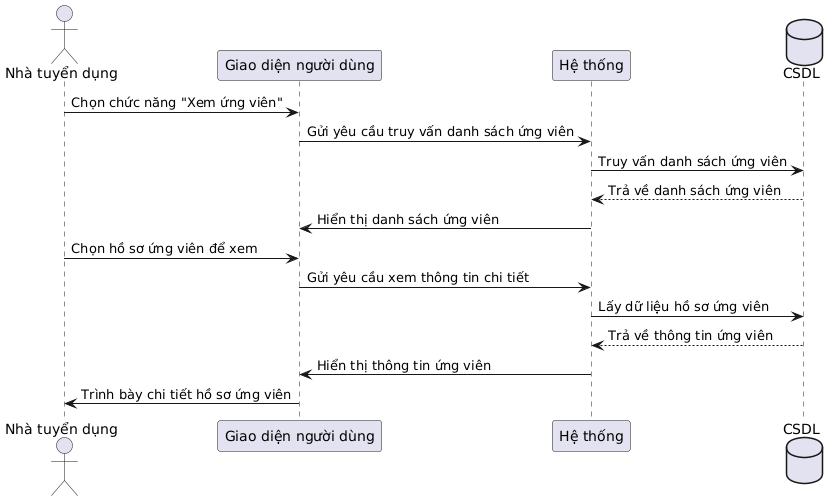 Nhà tuyển dụng
Giao diện người dùng
Hệ thống
CSDL
Chọn chức năng "Xem ứng viên"
Gửi yêu cầu truy vấn danh sách ứng viên
Truy vấn danh sách ứng viên
Trả về danh sách ứng viên
Hiển thị danh sách ứng viên
Chọn hồ sơ ứng viên để xem
Gửi yêu cầu xem thông tin chi tiết
Lấy dữ liệu hồ sơ ứng viên
Trả về thông tin ứng viên
Hiển thị thông tin ứng viên
Trình bày chi tiết hồ sơ ứng viên
Nhà tuyển dụng
Giao diện người dùng
Hệ thống
CSDL